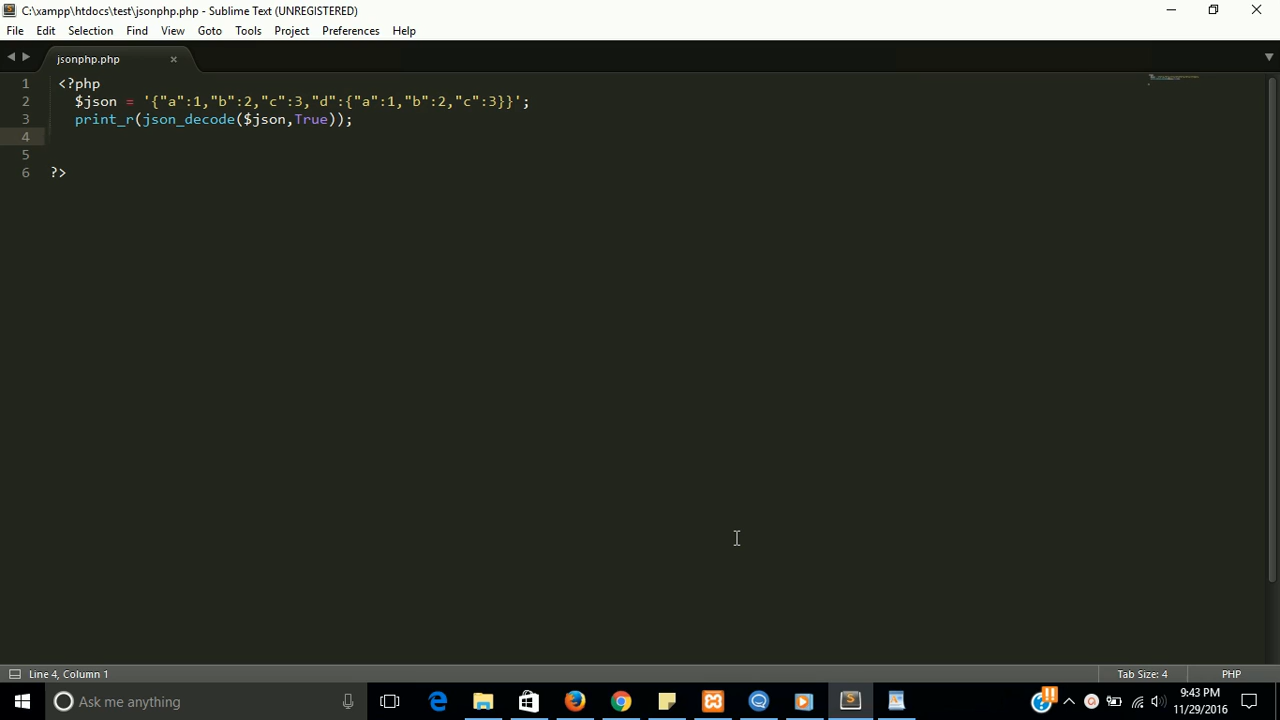 C:\xampp\htdocs\test\jsonphp.php - Sublime Text (UNREGISTERED)
File Edit Selection Find View Goto Tools Project Preferences Help
jsonphp.php
1 <?php
2 $json = '{"a":1,"b":2,"c":3,"d":{"a":1,"b":2,"c":3}}';
3 print_r(json_decode($json,True));
4
5
6 ?>
Line 4, Column 1 Tab Size: 4 PHP
Ask me anything
9:43 PM
11/29/2016